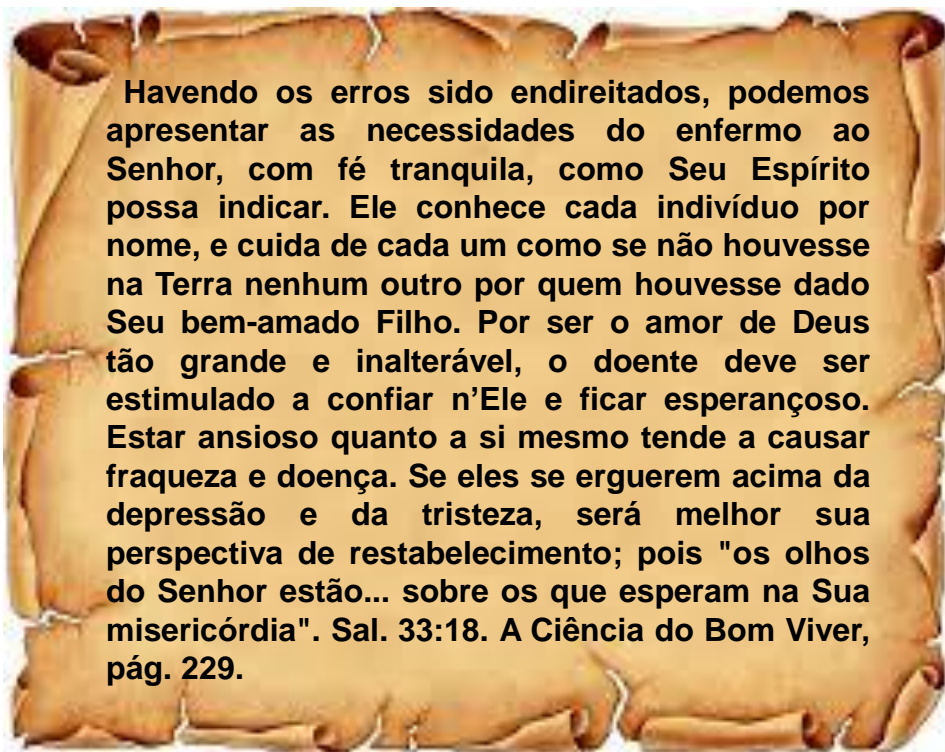 Havendo os erros sido endireitados, podemos
apresentar as necessidades do enfermo ao
Senhor, com fé tranquila, como Seu Espírito
possa indicar. Ele conhece cada indivíduo por
nome, e cuida de cada um como se não houvesse
na Terra nenhum outro por quem houvesse dado
Seu bem-amado Filho. Por ser o amor de Deus
tão grande e inalterável, o doente deve ser
estimulado a confiar n’Ele e ficar esperançoso.
Estar ansioso quanto a si mesmo tende a causar
fraqueza e doença. Se eles se erguerem acima da
depressão e da tristeza, será melhor sua
perspectiva de restabelecimento; pois "os olhos
do Senhor estão... sobre os que esperam na Sua
misericórdia". Sal. 33:18. A Ciência do Bom Viver,
pág. 229.